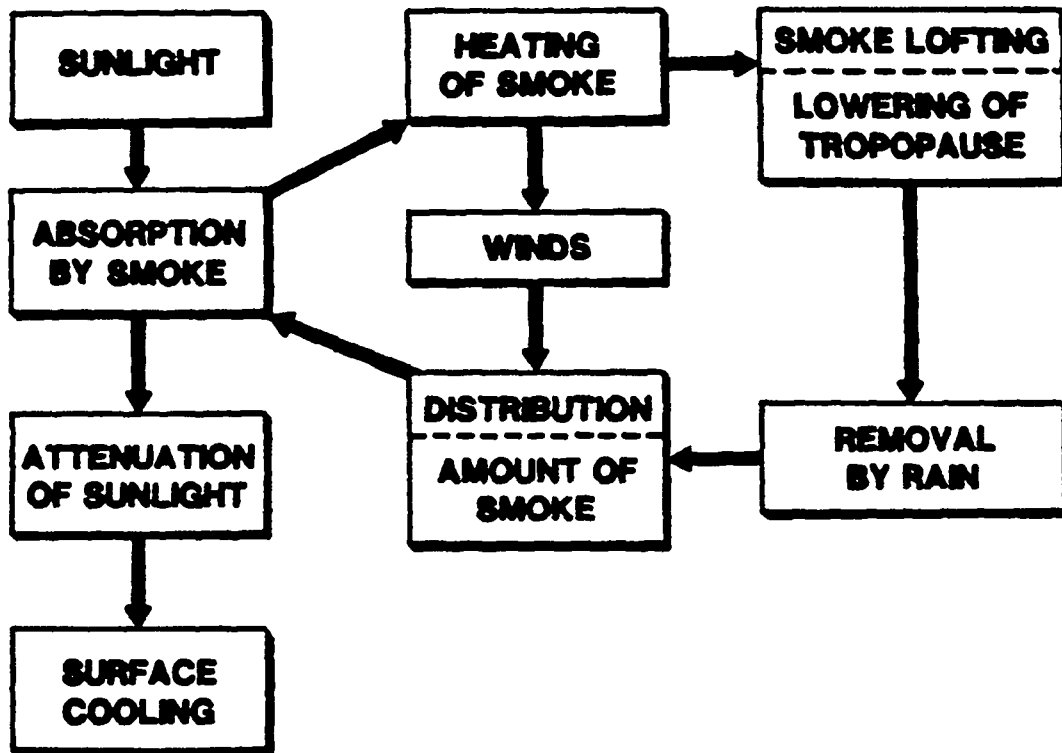 SUNLIGHT
ABSORPTION
BY SMOKE
ATTENUATION
OF SUNLIGHT
SURFACE
COOLING
HEATING
OF SMOKE
WINDS
DISTRIBUTION
AMOUNT OF
SMOKE
SMOKE LOFTING
LOWERING OF
TROPOPAUSE
REMOVAL
BY RAIN